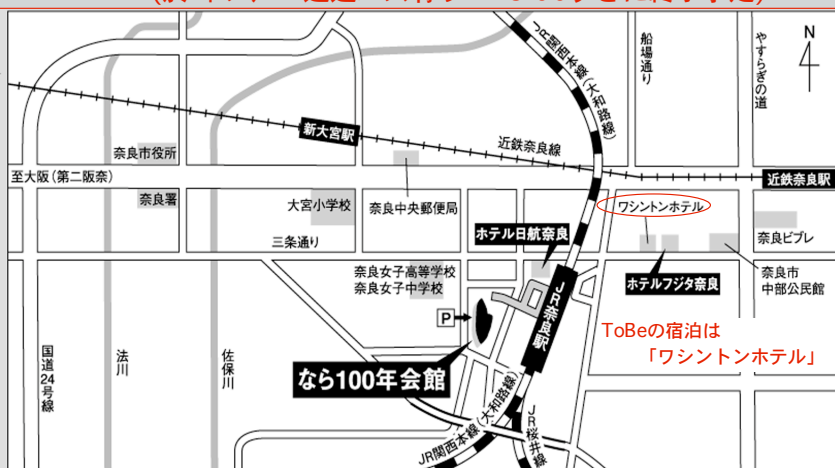 JR関西本線(大和路線)
船場通り
やすらぎの道
N
新大宮駅
近鉄奈良線
奈良市役所
至大阪(第二阪奈)
近鉄奈良駅
奈良署
大宮小学校
奈良中央郵便局
ワシントンホテル
ホテル日航奈良
三条通り
奈良ビブレ
奈良女子高等学校
奈良女子中学校
ホテルフジタ奈良
奈良市
中部公民館
JR奈良駅
P
ToBeの宿泊は
「ワシントンホテル」
国道24号線
法川
佐保川
なら100年会館
JR関西本線(大和路線)
JR桜井線